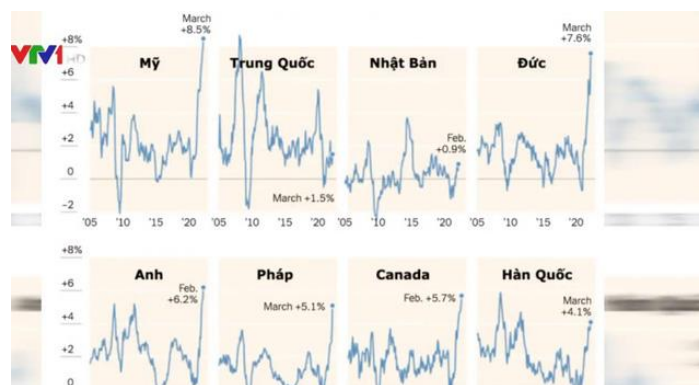 March
+8.5%
March
+7.6%
+8%
VTV1 HD
Mỹ
Trung Quốc
Nhật Bản
Đức
+6
+4
Feb.
+0.9%
+2
0
March +1.5%
-2
'05 '10 '15 '20 '05 '10 '15 '20 '05 '10 '15 '20 '05 '10 '15 '20
+8%
Anh
Pháp
Canada
Hàn Quốc
Feb.
+6.2%
March +5.1%
Feb. +5.7%
March
+4.1%
+6
+4
+2
0